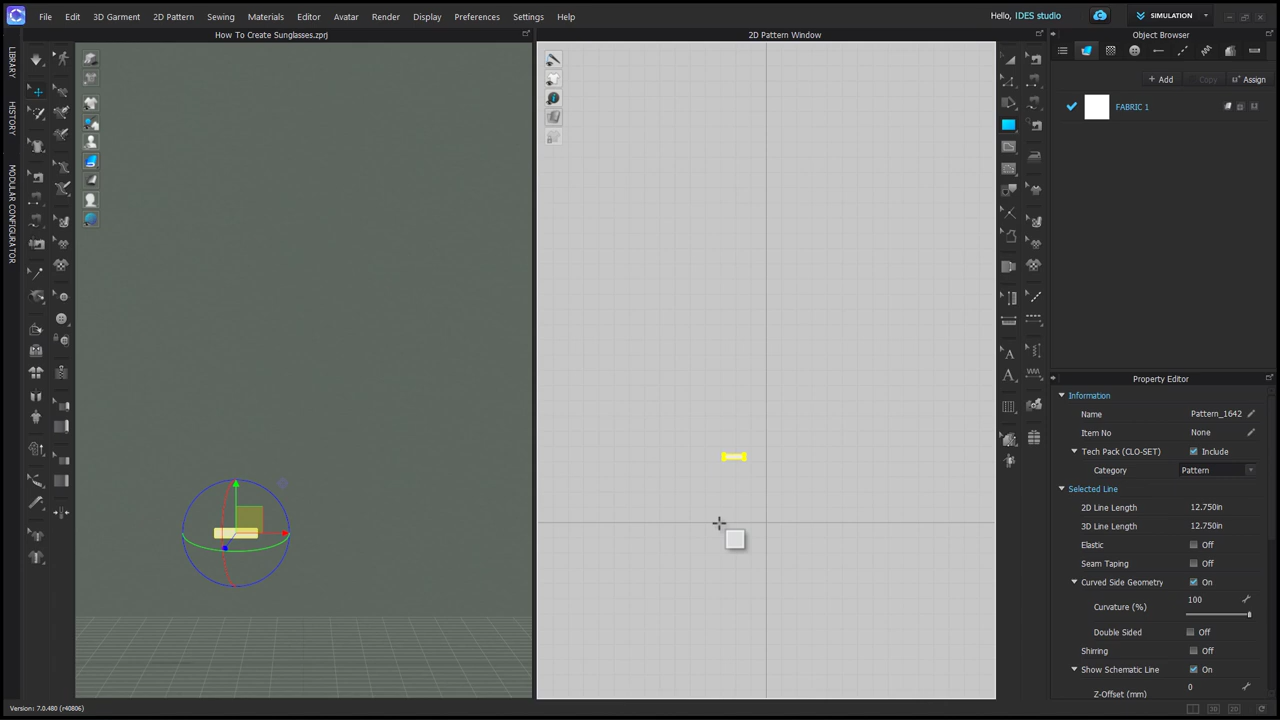 File Edit 3D Garment 2D Pattern Sewing Materials Editor Avatar Render Display Preferences Settings Help
Hello, IDES studio
SIMULATION
How To Create Sunglasses.zprj
2D Pattern Window
Object Browser
LIBRARY
HISTORY
MODULAR CONFIGURATOR
+ Add
Copy
Assign
FABRIC 1
Property Editor
Information
Name Pattern_1642
Item No None
Tech Pack (CLO-SET) Include
Category Pattern
Selected Line
2D Line Length 12.750in
3D Line Length 12.750in
Elastic Off
Seam Taping Off
Curved Side Geometry On
Curvature (%) 100
Double Sided Off
Shirring Off
Show Schematic Line On
Z-Offset (mm) 0
Version: 7.0.480 (r40806)
3D
2D